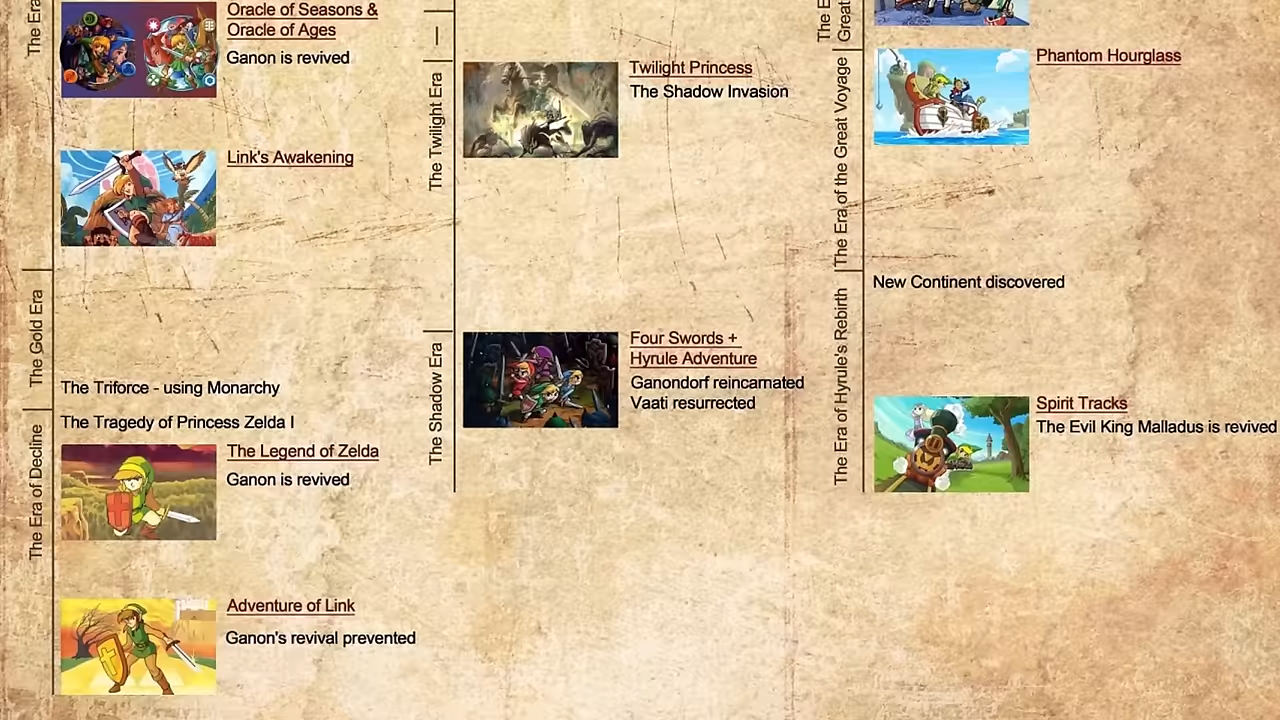 The Era
Oracle of Seasons &
Oracle of Ages
Ganon is revived
Link's Awakening
The Gold Era
The Triforce - using Monarchy
The Era of Decline
The Tragedy of Princess Zelda I
The Legend of Zelda
Ganon is revived
Adventure of Link
Ganon's revival prevented
The Twilight Era
Twilight Princess
The Shadow Invasion
The Shadow Era
Four Swords +
Hyrule Adventure
Ganondorf reincarnated
Vaati resurrected
The E
Great
The Era of the Great Voyage
Phantom Hourglass
The Era of Hyrule's Rebirth
New Continent discovered
Spirit Tracks
The Evil King Malladus is revived